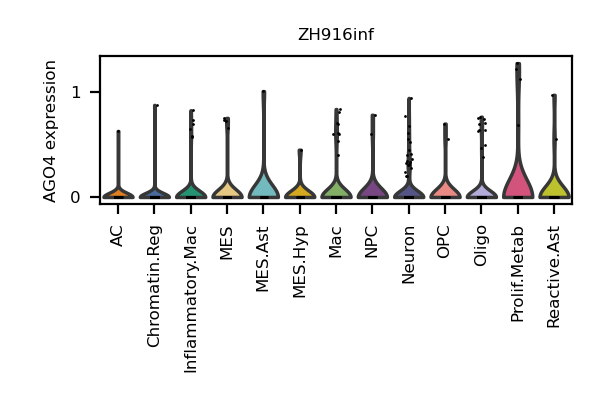 ZH916inf
AGO4 expression
1
0
AC
Chromatin.Reg
Inflammatory.Mac
MES
MES.Ast
MES.Hyp
Mac
NPC
Neuron
OPC
Oligo
Prolif.Metab
Reactive.Ast